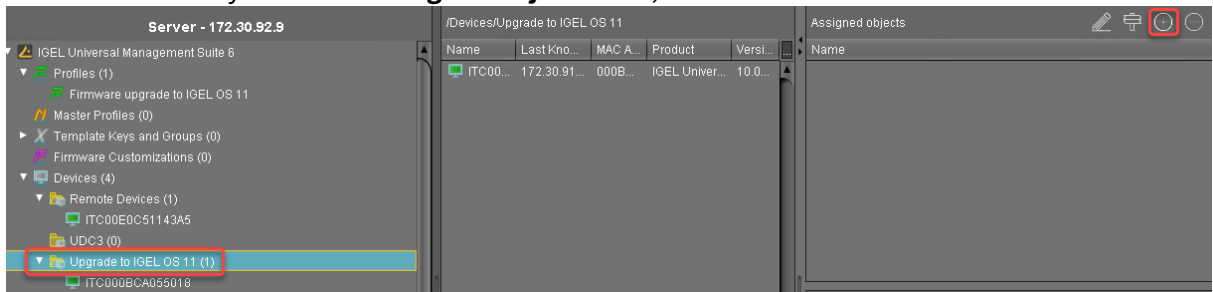 Server - 172.30.92.9
IGEL Universal Management Suite 6
Profiles (1)
Firmware upgrade to IGEL OS 11
Master Profiles (0)
Template Keys and Groups (0)
Firmware Customizations (0)
Devices (4)
Remote Devices (1)
ITC00E0C51143A5
UDC3 (0)
Upgrade to IGEL OS 11 (1)
ITC000BCA055018
/Devices/Upgrade to IGEL OS 11
Name Last Kno... MAC A... Product Versi... ...
ITC00... 172.30.91... 000B... IGEL Univer... 10.0...
Assigned objects
Name